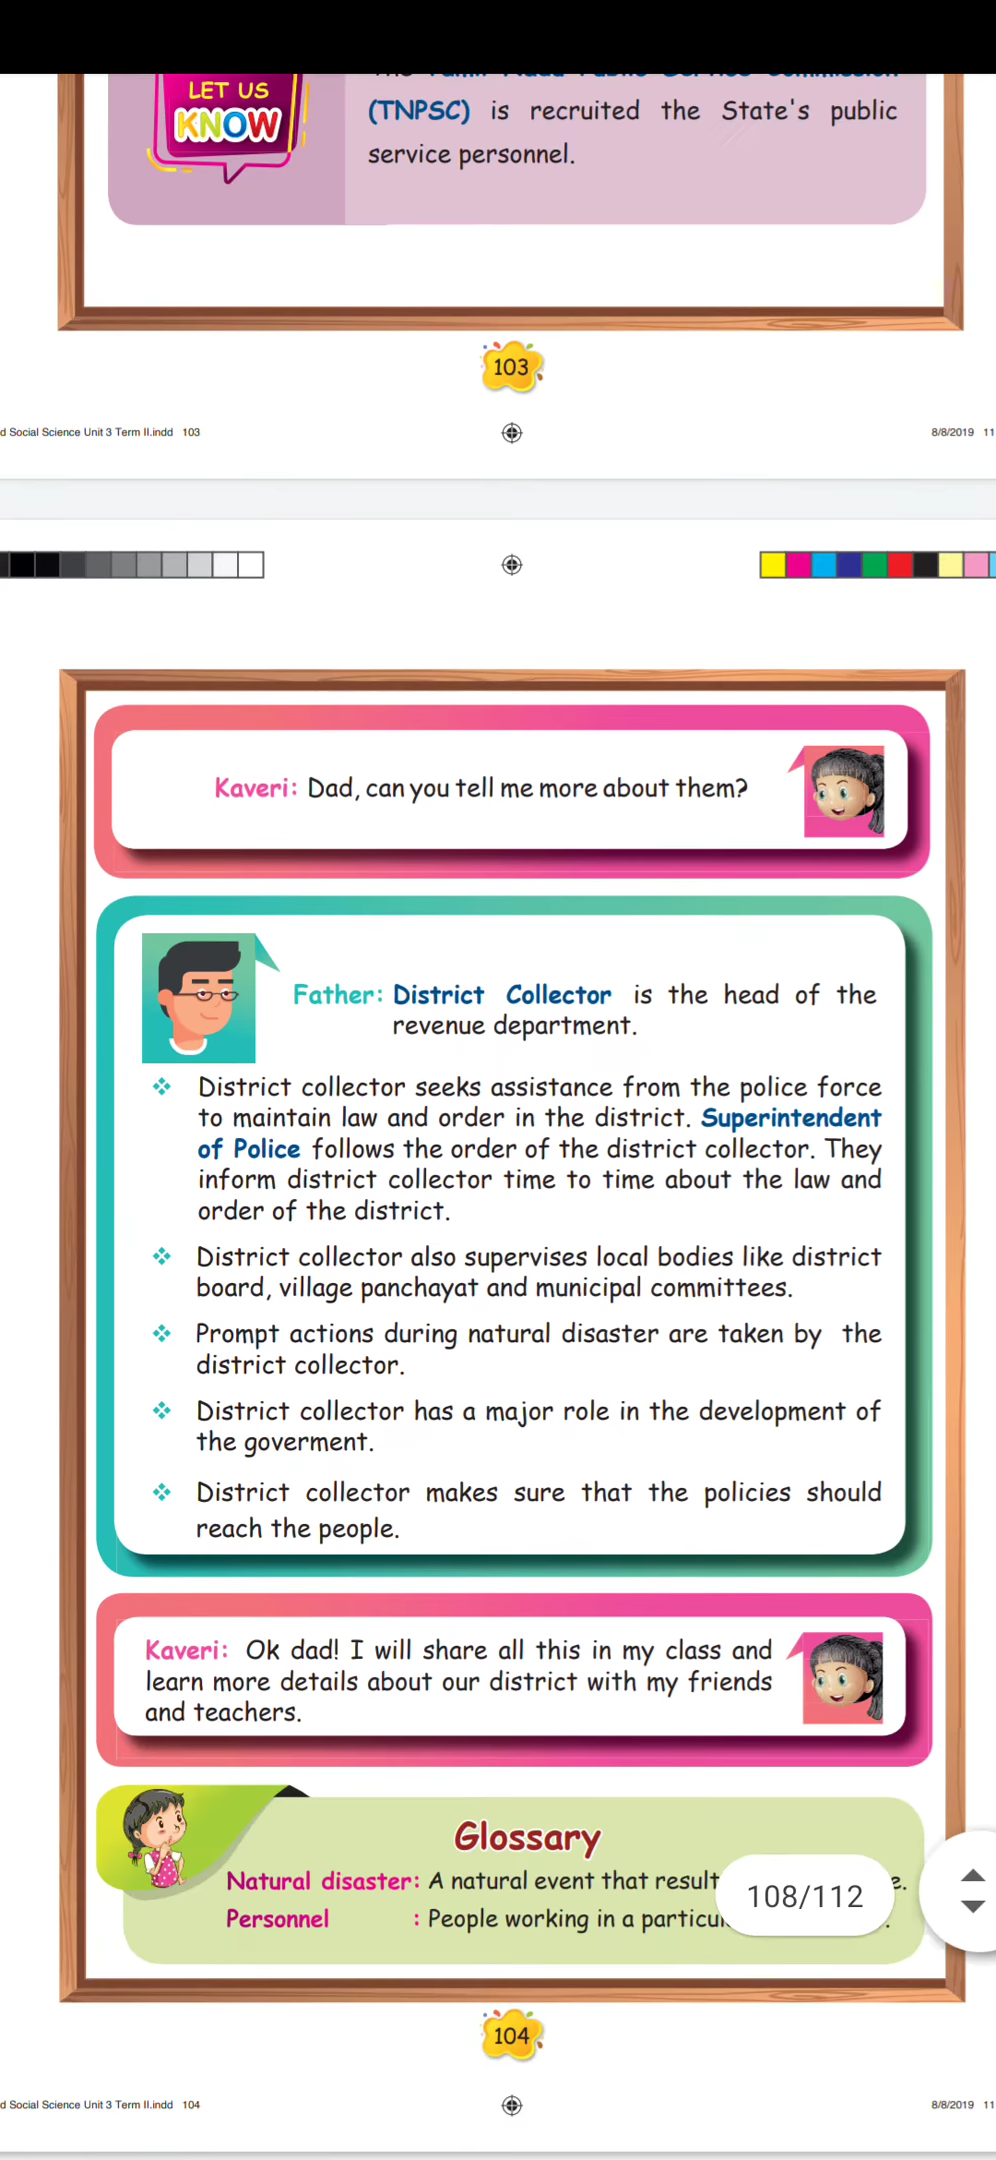 LET US
KNOW
(TNPSC) is recruited the State's public
service personnel.
103
d Social Science Unit 3 Term II.indd 103
8/8/2019 11
Kaveri: Dad, can you tell me more about them?
Father: District Collector is the head of the
revenue department.
❖ District collector seeks assistance from the police force
to maintain law and order in the district. Superintendent
of Police follows the order of the district collector. They
inform district collector time to time about the law and
order of the district.
❖ District collector also supervises local bodies like district
board, village panchayat and municipal committees.
❖ Prompt actions during natural disaster are taken by the
district collector.
❖ District collector has a major role in the development of
the goverment.
❖ District collector makes sure that the policies should
reach the people.
Kaveri: Ok dad! I will share all this in my class and
learn more details about our district with my friends
and teachers.
Glossary
Natural disaster: A natural event that result
Personnel : People working in a
108/112
104
d Social Science Unit 3 Term II.indd 104
8/8/2019 11